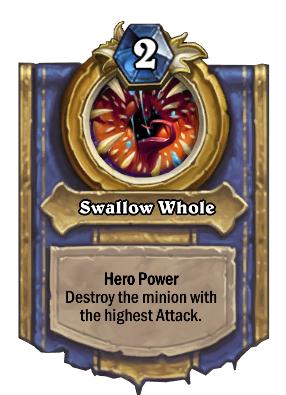 2
Swallow Whole
Hero Power
Destroy the minion with
the highest Attack.